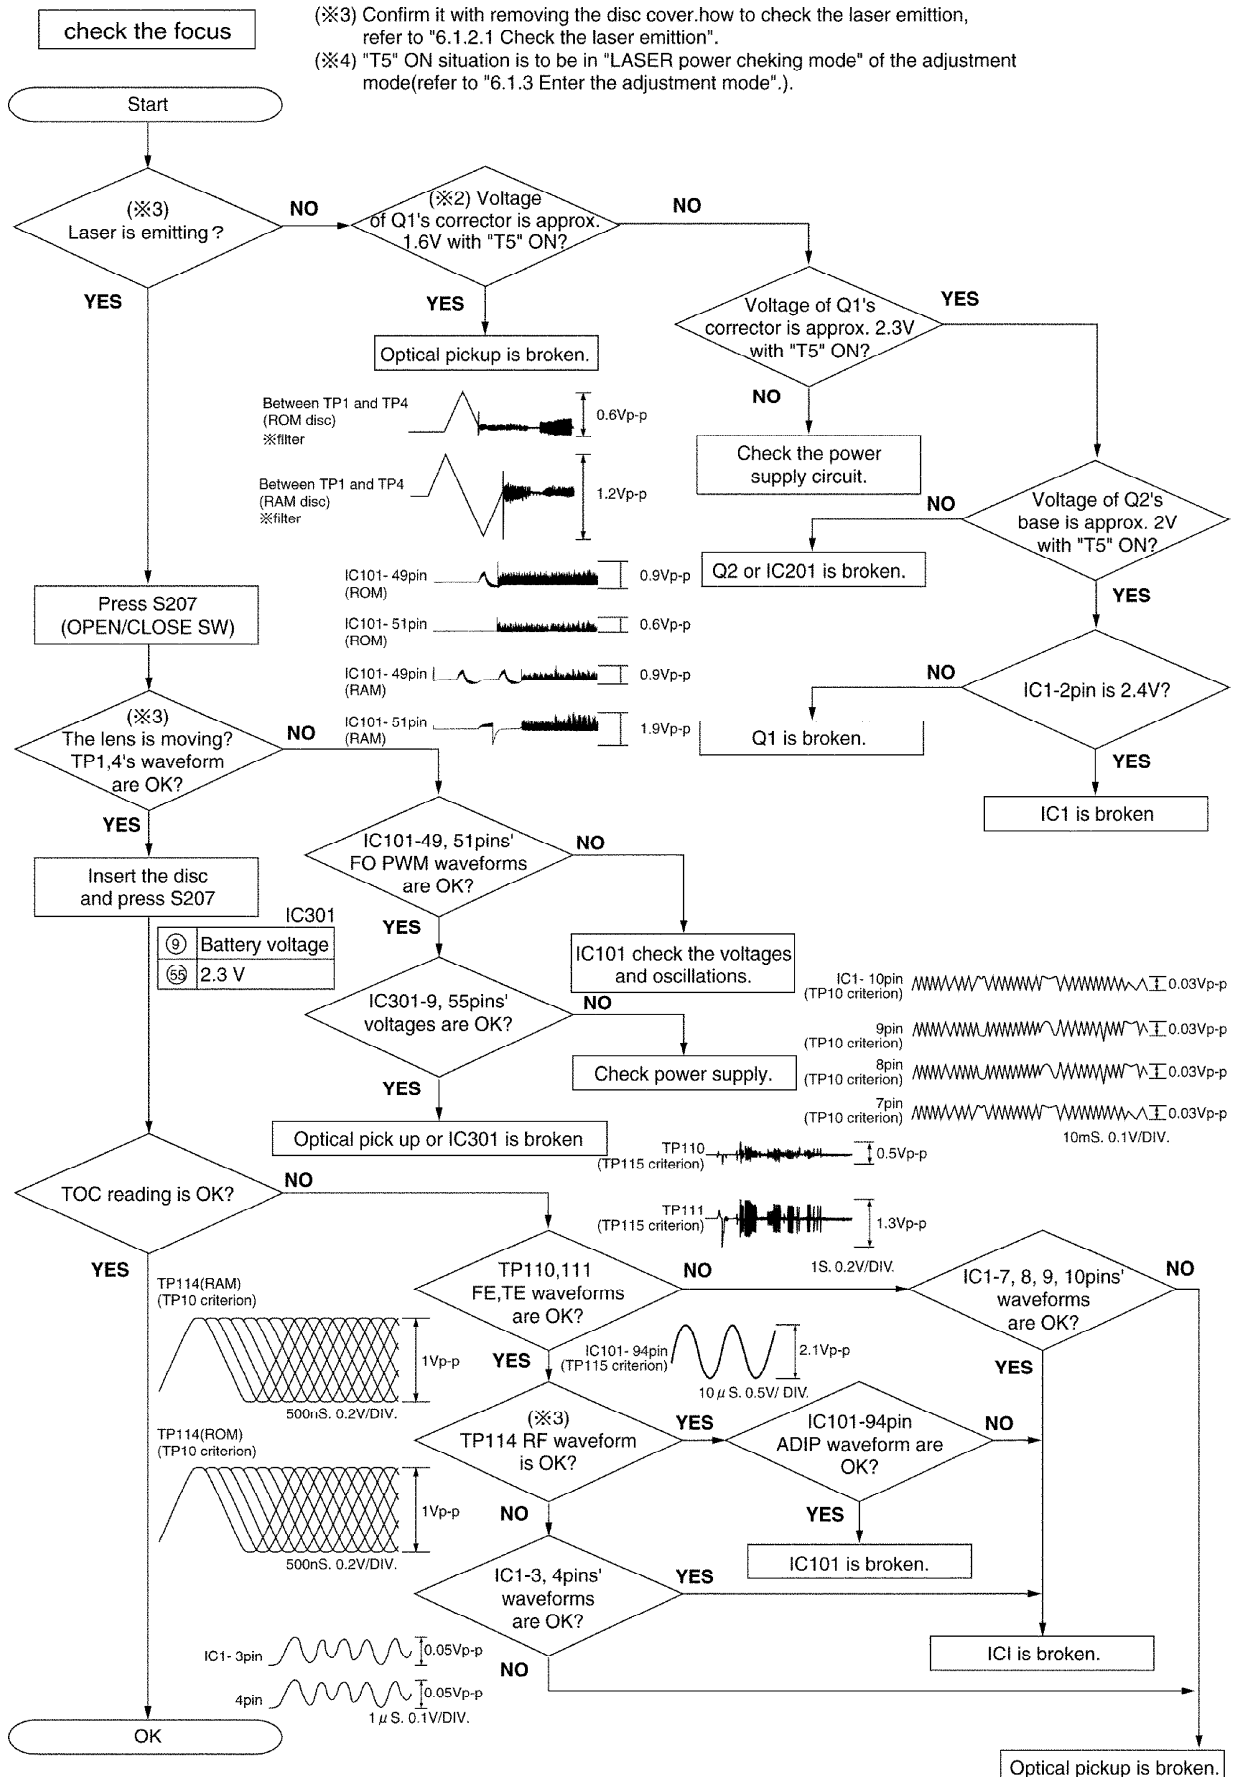 check the focus
(※3) Confirm it with removing the disc cover.how to check the laser emittion,
refer to "6.1.2.1 Check the laser emittion".
(※4) "T5" ON situation is to be in "LASER power cheking mode" of the adjustment
mode(refer to "6.1.3 Enter the adjustment mode".).
Start
(※3)
Laser is emitting?
NO
YES
(※2) Voltage
of Q1's corrector is approx.
1.6V with "T5" ON?
NO
YES
Optical pickup is broken.
Voltage of Q1's
corrector is approx. 2.3V
with "T5" ON?
YES
NO
Check the power
supply circuit.
Voltage of Q2's
base is approx. 2V
with "T5" ON?
NO
YES
Q2 or IC201 is broken.
IC1-2pin is 2.4V?
NO
YES
Q1 is broken.
IC1 is broken
Between TP1 and TP4
(ROM disc)
※filter
0.6Vp-p
Between TP1 and TP4
(RAM disc)
※filter
1.2Vp-p
IC101- 49pin
(ROM)
0.9Vp-p
IC101- 51pin
(ROM)
0.6Vp-p
IC101- 49pin
(RAM)
0.9Vp-p
IC101- 51pin
(RAM)
1.9Vp-p
Press S207
(OPEN/CLOSE SW)
(※3)
The lens is moving?
TP1,4's waveform
are OK?
NO
YES
Insert the disc
and press S207
IC301
9 Battery voltage
55 2.3 V
IC101-49, 51pins'
FO PWM waveforms
are OK?
NO
YES
IC101 check the voltages
and oscillations.
IC301-9, 55pins'
voltages are OK?
NO
YES
Check power supply.
Optical pick up or IC301 is broken
IC1- 10pin
(TP10 criterion)
0.03Vp-p
9pin
(TP10 criterion)
0.03Vp-p
8pin
(TP10 criterion)
0.03Vp-p
7pin
(TP10 criterion)
0.03Vp-p
10mS. 0.1V/DIV.
TP110
(TP115 criterion)
0.5Vp-p
TP111
(TP115 criterion)
1.3Vp-p
1S. 0.2V/DIV.
TOC reading is OK?
NO
YES
TP110,111
FE,TE waveforms
are OK?
NO
YES
IC1-7, 8, 9, 10pins'
waveforms
are OK?
NO
YES
TP114(RAM)
(TP10 criterion)
1Vp-p
500nS. 0.2V/DIV.
TP114(ROM)
(TP10 criterion)
1Vp-p
500nS. 0.2V/DIV.
IC101- 94pin
(TP115 criterion)
2.1Vp-p
10 μ S. 0.5V/ DIV.
(※3)
TP114 RF waveform
is OK?
YES
NO
IC101-94pin
ADIP waveform are
OK?
NO
YES
IC101 is broken.
IC1-3, 4pins'
waveforms
are OK?
YES
NO
IC1- 3pin
0.05Vp-p
4pin
0.05Vp-p
1 μ S. 0.1V/DIV.
ICI is broken.
OK
Optical pickup is broken.